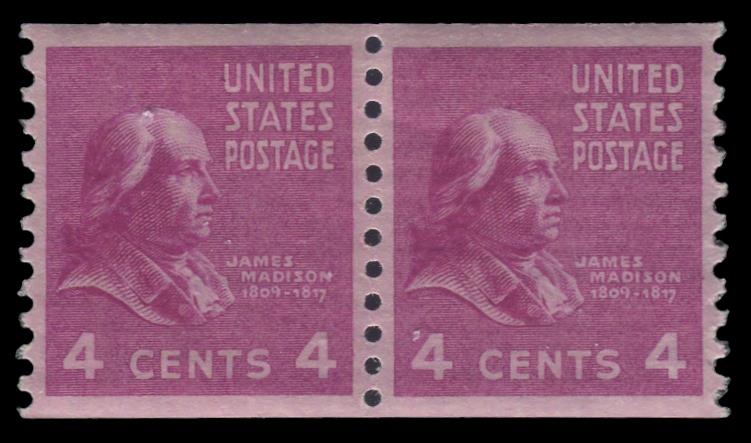 UNITED
STATES
POSTAGE
JAMES
MADISON
1809-1817
4 CENTS 4
UNITED
STATES
POSTAGE
JAMES
MADISON
1809-1817
4 CENTS 4